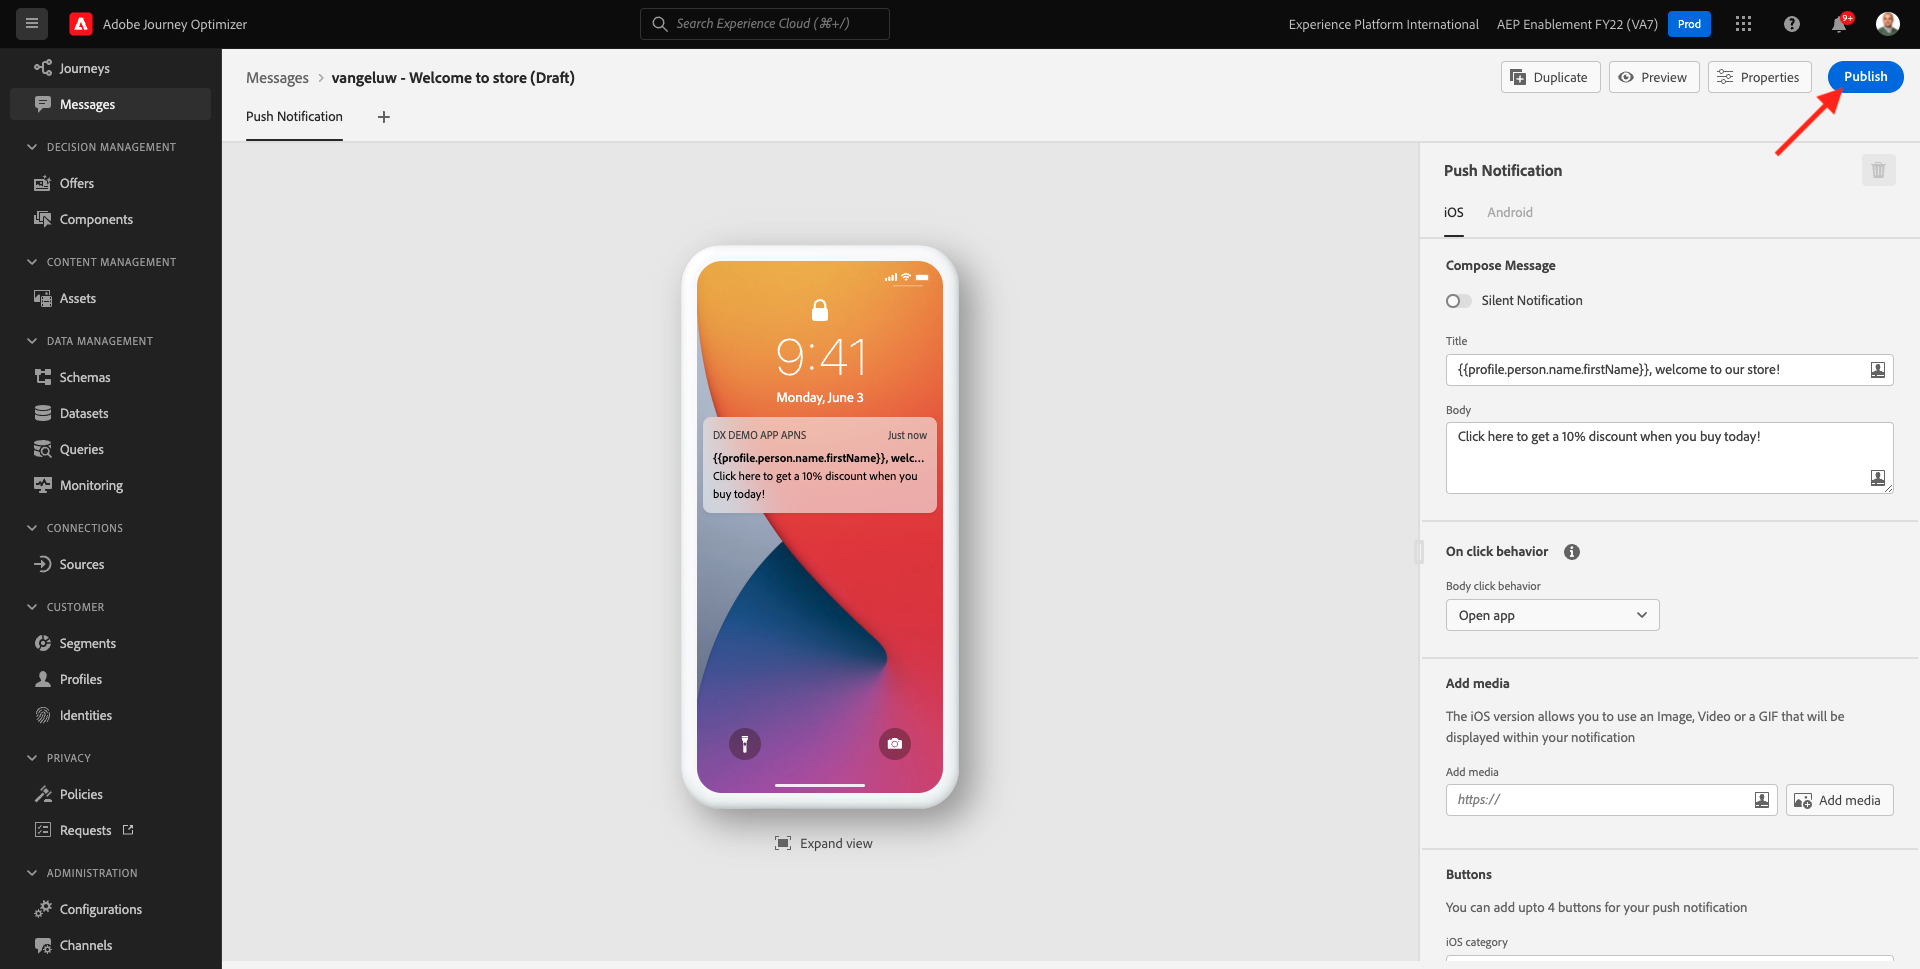 Adobe Journey Optimizer
Search Experience Cloud (⌘+/)
Experience Platform International
AEP Enablement FY22 (VA7)
Prod
9+
Journeys
Messages
DECISION MANAGEMENT
Offers
Components
CONTENT MANAGEMENT
Assets
DATA MANAGEMENT
Schemas
Datasets
Queries
Monitoring
CONNECTIONS
Sources
CUSTOMER
Segments
Profiles
Identities
PRIVACY
Policies
Requests
ADMINISTRATION
Configurations
Channels
Messages > vangeluw - Welcome to store (Draft)
Duplicate
Preview
Properties
Publish
Push Notification +
9:41
Monday, June 3
DX DEMO APP APNS Just now
{{profile.person.name.firstName}}, welc...
Click here to get a 10% discount when you
buy today!
Expand view
Push Notification
iOS Android
Compose Message
Silent Notification
Title
{{profile.person.name.firstName}}, welcome to our store!
Body
Click here to get a 10% discount when you buy today!
On click behavior
Body click behavior
Open app
Add media
The iOS version allows you to use an Image, Video or a GIF that will be
displayed within your notification
Add media
https://
Add media
Buttons
You can add upto 4 buttons for your push notification
iOS category